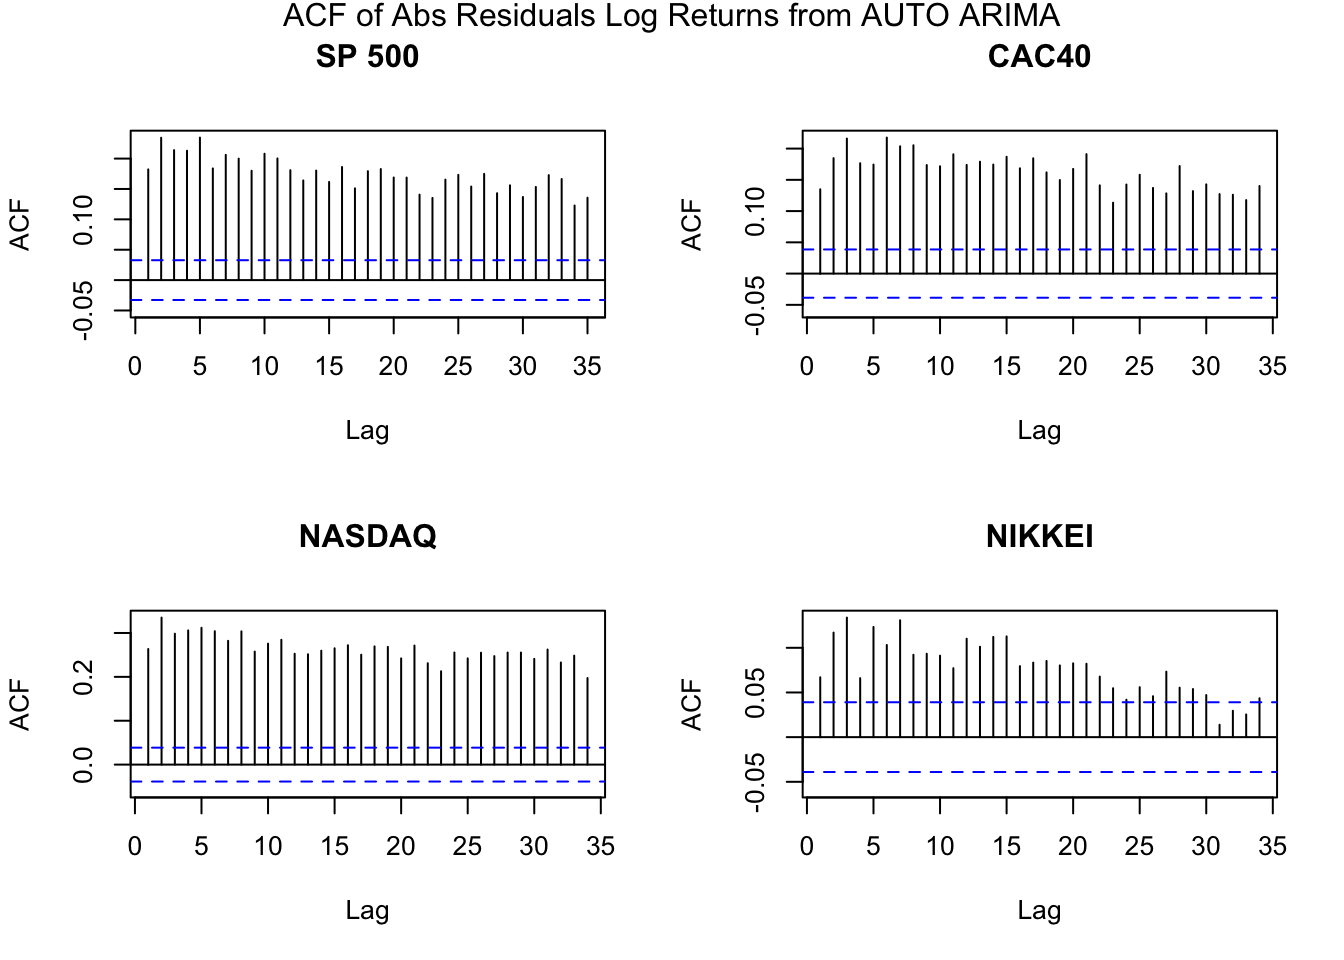 ACF of Abs Residuals Log Returns from AUTO ARIMA
SP 500
ACF
-0.05 0.10
0 5 10 15 20 25 30 35
Lag
CAC40
ACF
-0.05 0.10
0 5 10 15 20 25 30 35
Lag
NASDAQ
ACF
0.0 0.2
0 5 10 15 20 25 30 35
Lag
NIKKEI
ACF
-0.05 0.05
0 5 10 15 20 25 30 35
Lag